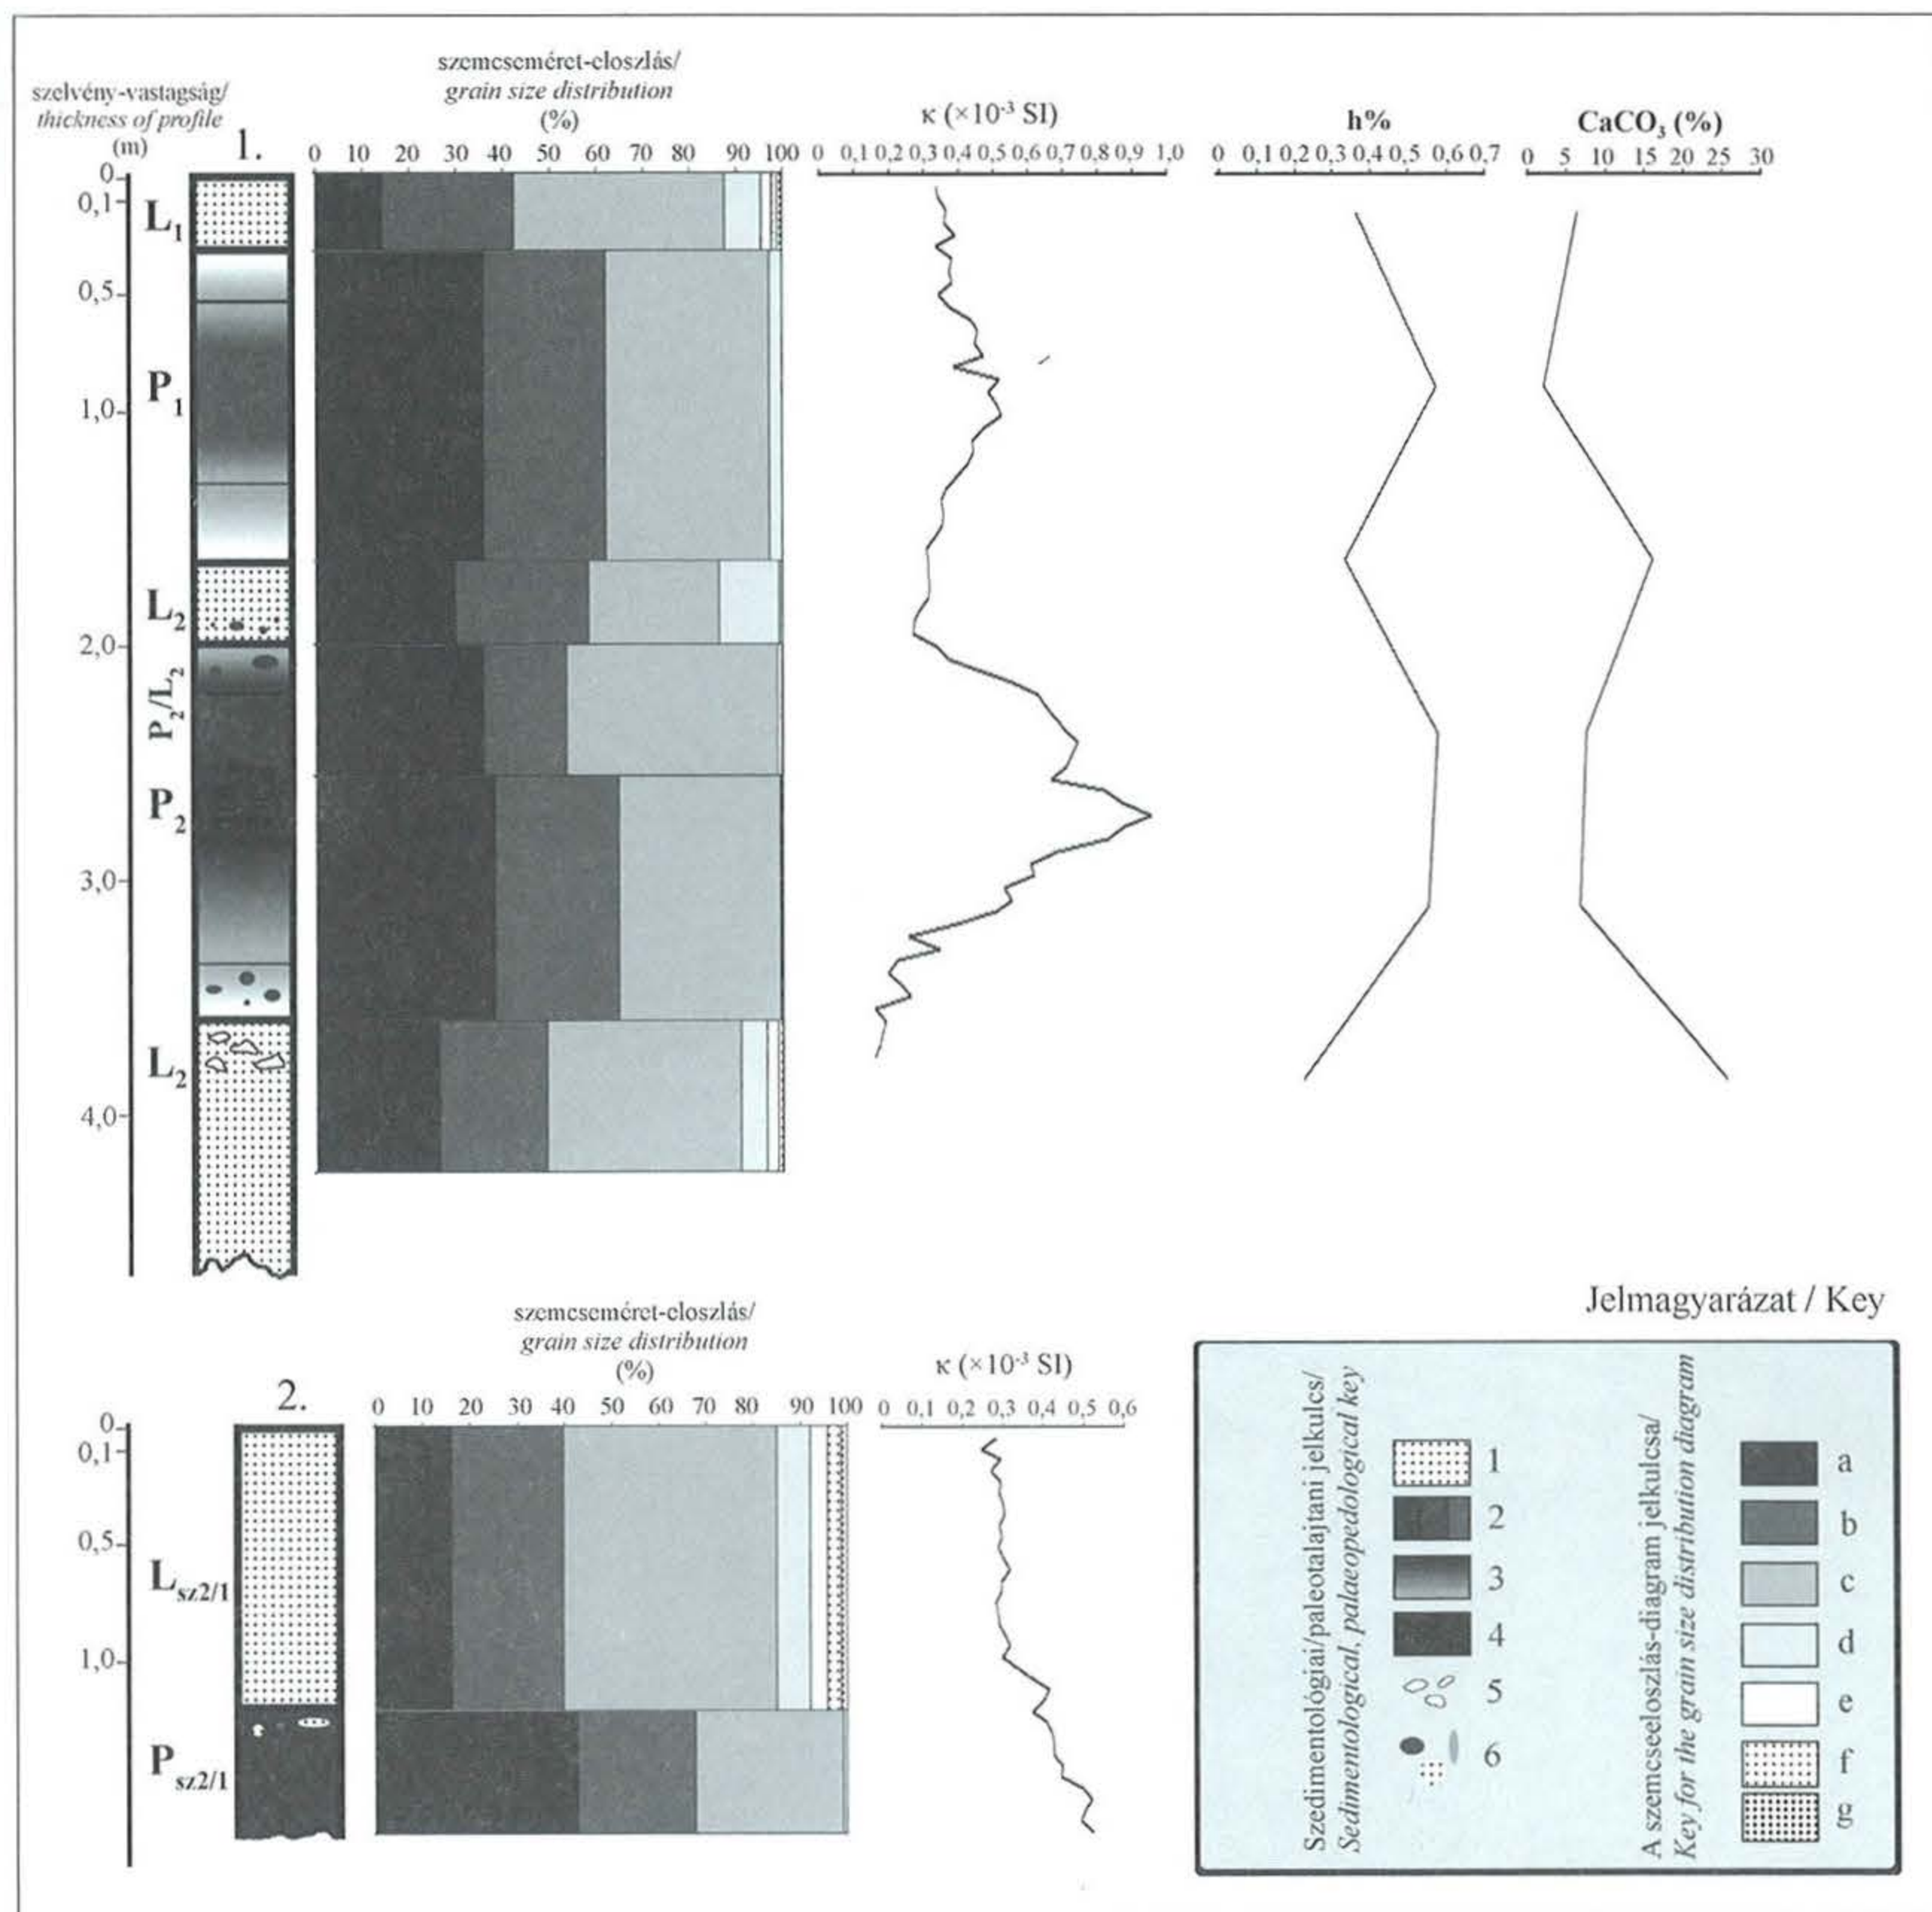 szelvény-vastagság/
thickness of profile
(m)
1.
szemcseméret-eloszlás/
grain size distribution
(%)
0 10 20 30 40 50 60 70 80 90 100
κ (×10⁻³ SI)
0 0,1 0,2 0,3 0,4 0,5 0,6 0,7 0,8 0,9 1,0
h%
0 0,1 0,2 0,3 0,4 0,5 0,6 0,7
CaCO₃ (%)
0 5 10 15 20 25 30
0
0,1
0,5
1,0
2,0
3,0
4,0
L₁
P₁
L₂
P₂/L₂
P₂
L₂
2.
szemcseméret-eloszlás/
grain size distribution
(%)
0 10 20 30 40 50 60 70 80 90 100
κ (×10⁻³ SI)
0 0,1 0,2 0,3 0,4 0,5 0,6
0
0,1
0,5
1,0
L sz2/1
P sz2/1
Jelmagyarázat / Key
Szedimentológiai/paleotalajtani jelkulcs/
Sedimentological, palaeopedological key
1
2
3
4
5
6
A szemcseeloszlás-diagram jelkulcsa/
Key for the grain size distribution diagram
a
b
c
d
e
f
g